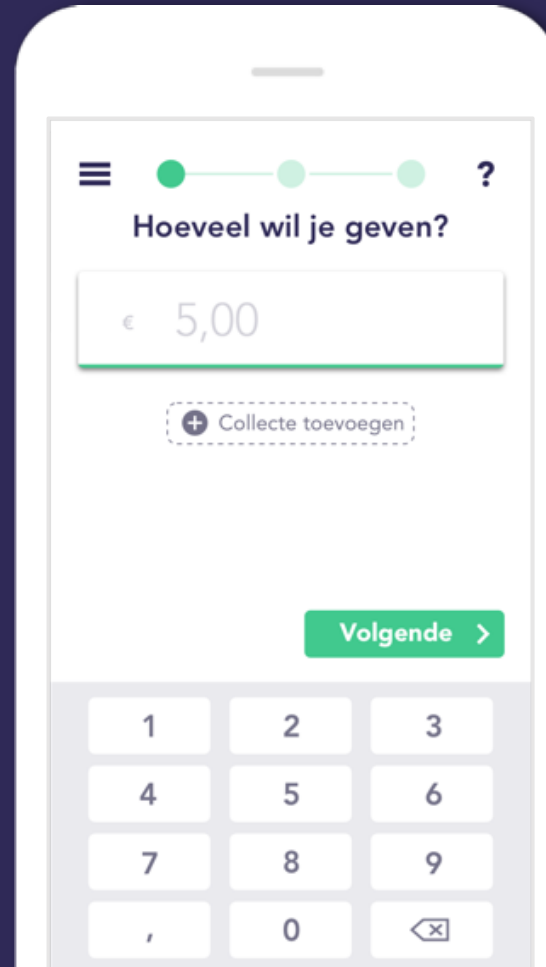 ?
Hoeveel wil je geven?
€ 5,00
+ Collecte toevoegen
Volgende >
1 2 3
4 5 6
7 8 9
, 0